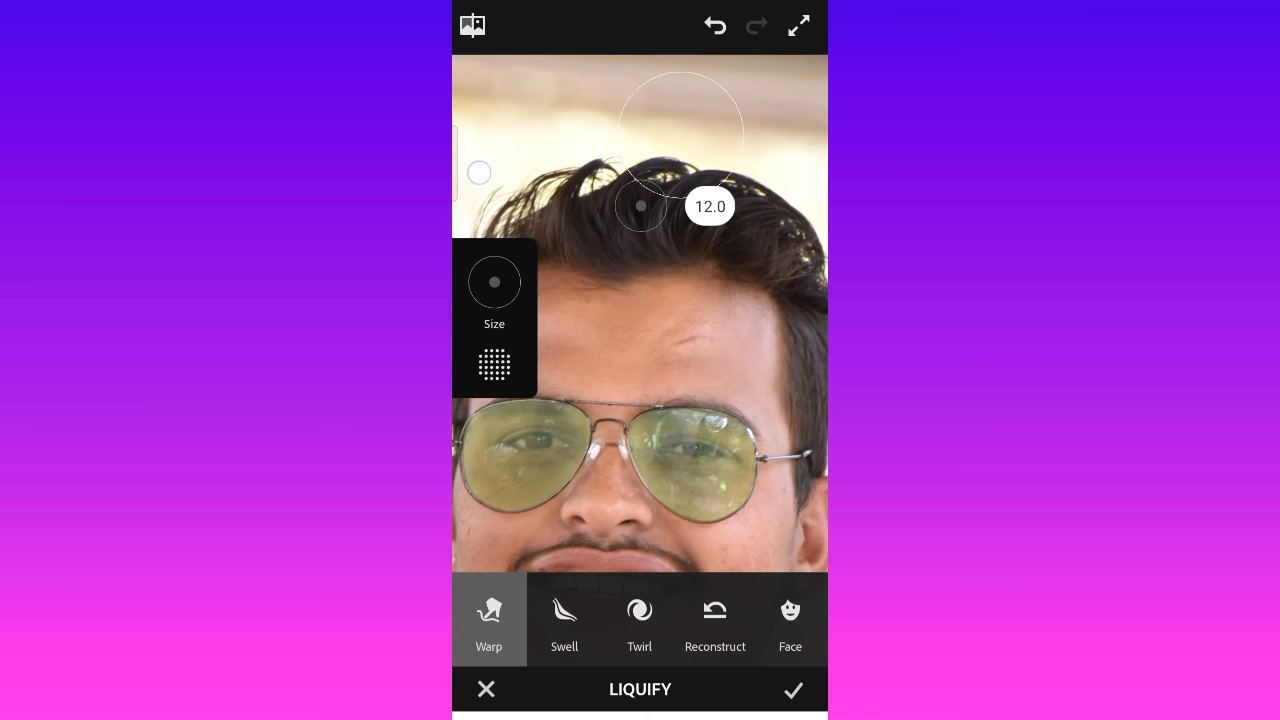 12.0
Size
Warp
Swell
Twirl
Reconstruct
Face
LIQUIFY